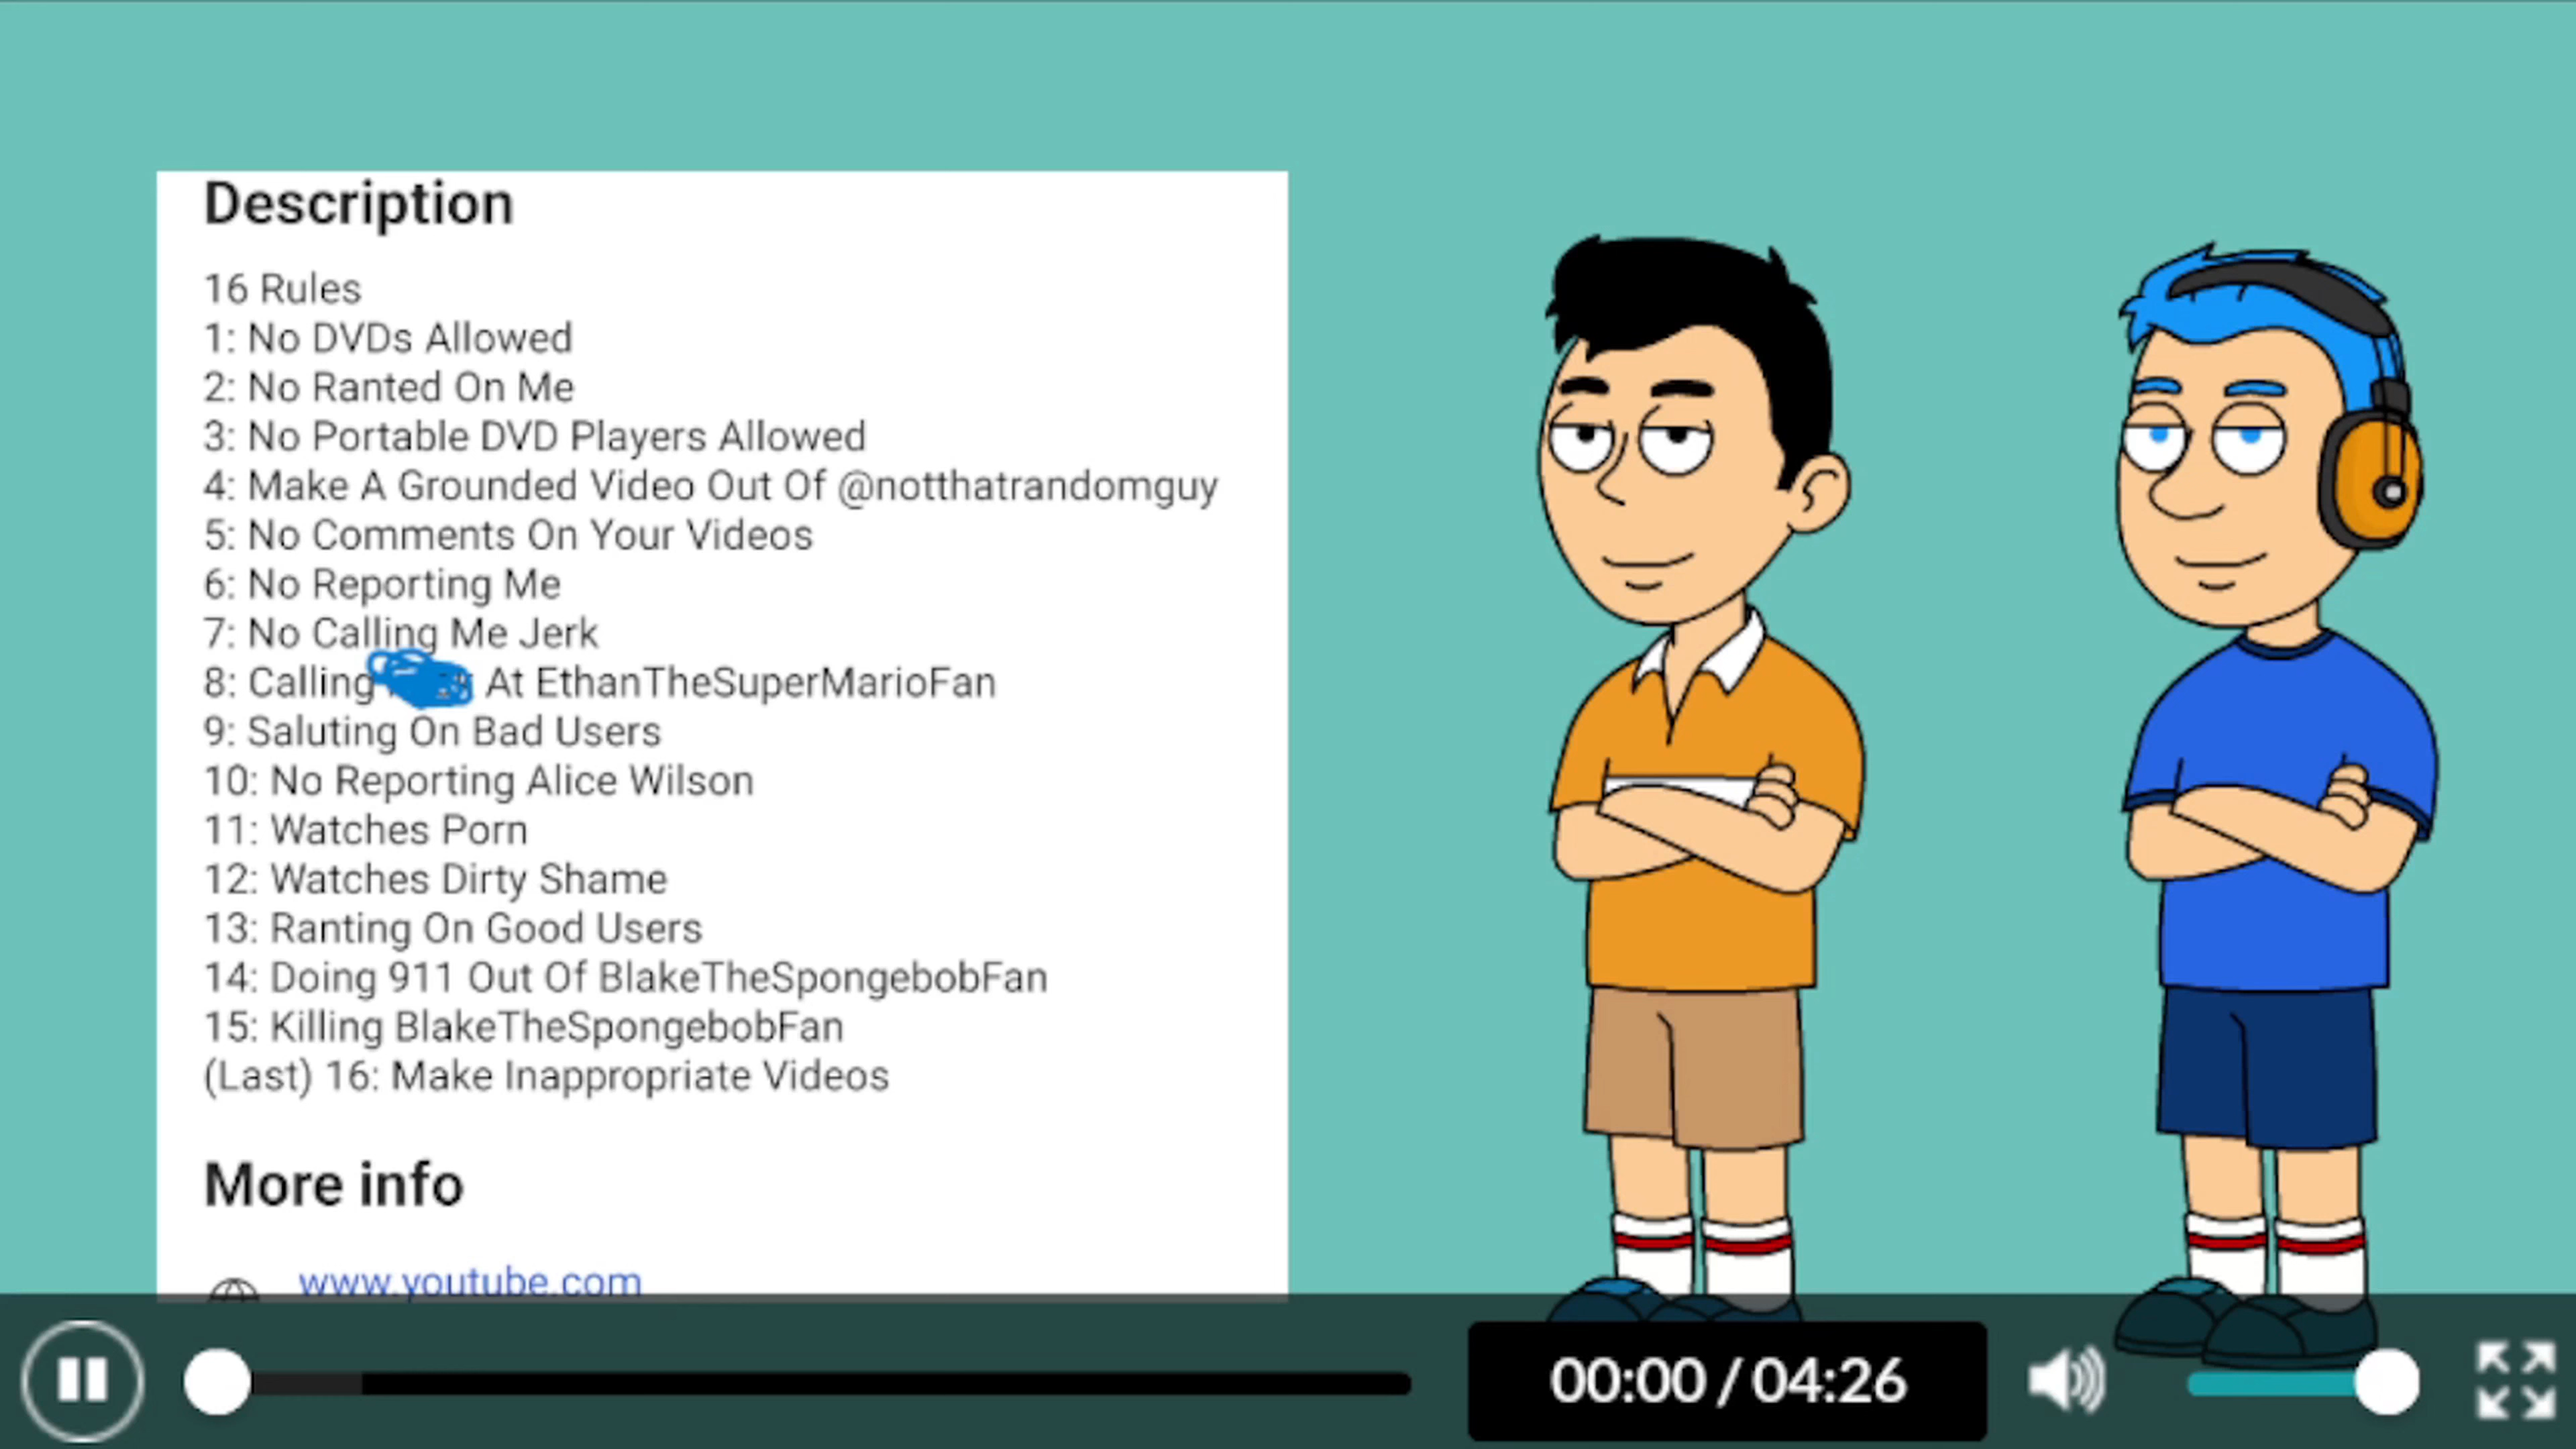 Description
16 Rules
1: No DVDs Allowed
2: No Ranted On Me
3: No Portable DVD Players Allowed
4: Make A Grounded Video Out Of @notthatrandomguy
5: No Comments On Your Videos
6: No Reporting Me
7: No Calling Me Jerk
8: Calling At EthanTheSuperMarioFan
9: Saluting On Bad Users
10: No Reporting Alice Wilson
11: Watches Porn
12: Watches Dirty Shame
13: Ranting On Good Users
14: Doing 911 Out Of BlakeTheSpongebobFan
15: Killing BlakeTheSpongebobFan
(Last) 16: Make Inappropriate Videos
More info
www.youtube.com
00:00 / 04:26